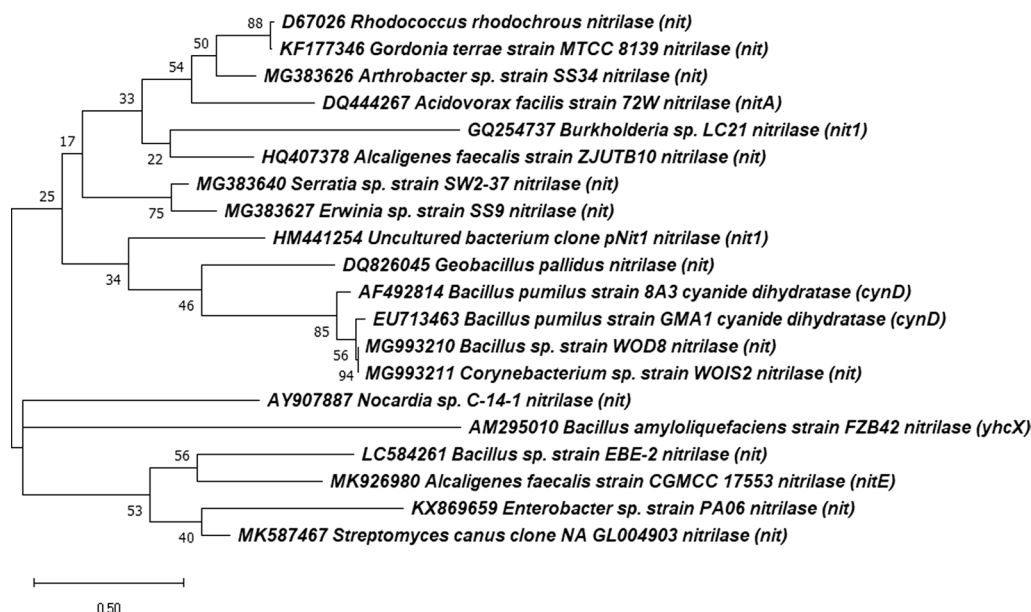 88 D67026 Rhodococcus rhodochrous nitrilase (nit)
50 KF177346 Gordonia terrae strain MTCC 8139 nitrilase (nit)
54 MG383626 Arthrobacter sp. strain SS34 nitrilase (nit)
33 DQ444267 Acidovorax facilis strain 72W nitrilase (nitA)
17 GQ254737 Burkholderia sp. LC21 nitrilase (nit1)
22 HQ407378 Alcaligenes faecalis strain ZJUTB10 nitrilase (nit)
25 MG383640 Serratia sp. strain SW2-37 nitrilase (nit)
75 MG383627 Erwinia sp. strain SS9 nitrilase (nit)
HM441254 Uncultured bacterium clone pNit1 nitrilase (nit1)
34 DQ826045 Geobacillus pallidus nitrilase (nit)
46 AF492814 Bacillus pumilus strain 8A3 cyanide dihydratase (cynD)
85 EU713463 Bacillus pumilus strain GMA1 cyanide dihydratase (cynD)
56 MG993210 Bacillus sp. strain WOD8 nitrilase (nit)
94 MG993211 Corynebacterium sp. strain WOIS2 nitrilase (nit)
AY907887 Nocardia sp. C-14-1 nitrilase (nit)
AM295010 Bacillus amyloliquefaciens strain FZB42 nitrilase (yhcX)
56 LC584261 Bacillus sp. strain EBE-2 nitrilase (nit)
MK926980 Alcaligenes faecalis strain CGMCC 17553 nitrilase (nitE)
53 KX869659 Enterobacter sp. strain PA06 nitrilase (nit)
40 MK587467 Streptomyces canus clone NA GL004903 nitrilase (nit)
0.50